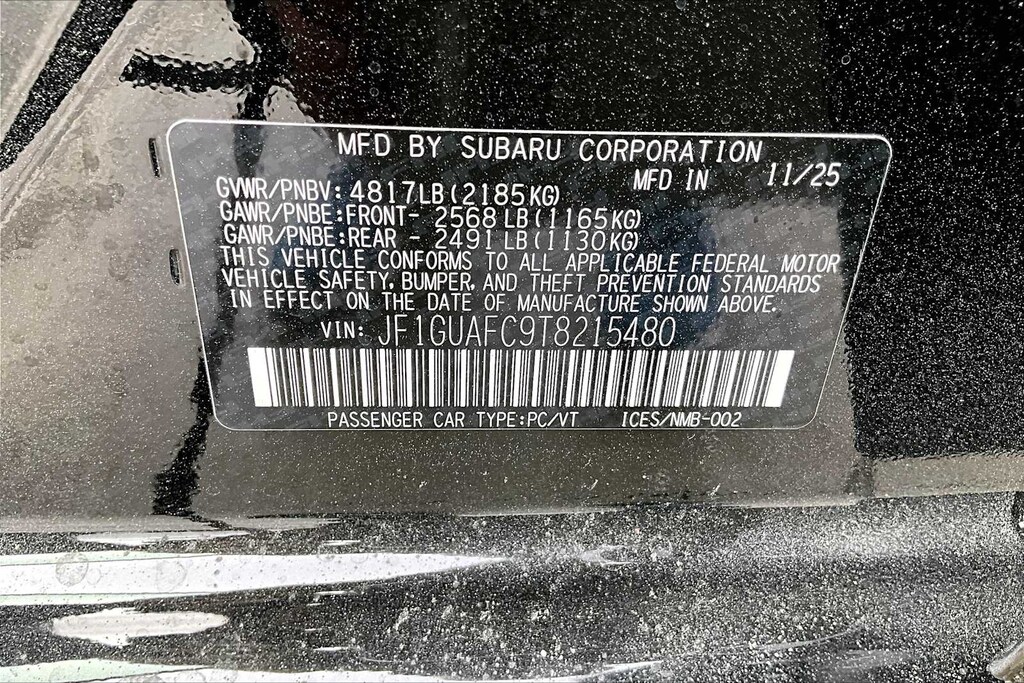 MFD BY SUBARU CORPORATION
MFD IN 11/25
GVWR/PNBV: 4817LB (2185KG)
GAWR/PNBE:FRONT- 2568 LB (1165KG)
GAWR/PNBE:REAR - 2491 LB (1130KG)
THIS VEHICLE CONFORMS TO ALL APPLICABLE FEDERAL MOTOR
VEHICLE SAFETY, BUMPER, AND THEFT PREVENTION STANDARDS
IN EFFECT ON THE DATE OF MANUFACTURE SHOWN ABOVE.
VIN: JF1GUAFC9T8215480
PASSENGER CAR TYPE:PC/VT ICES/NMB-002